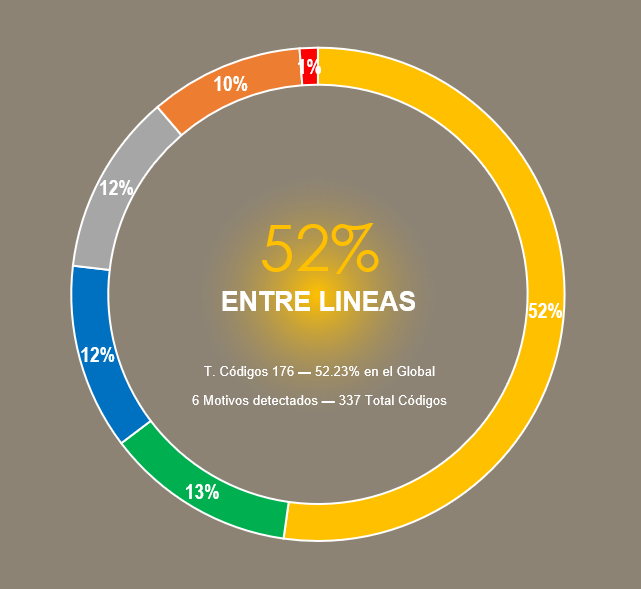 1%
10%
12%
52%
ENTRE LINEAS
52%
12%
T. Códigos 176 — 52.23% en el Global
6 Motivos detectados — 337 Total Códigos
13%